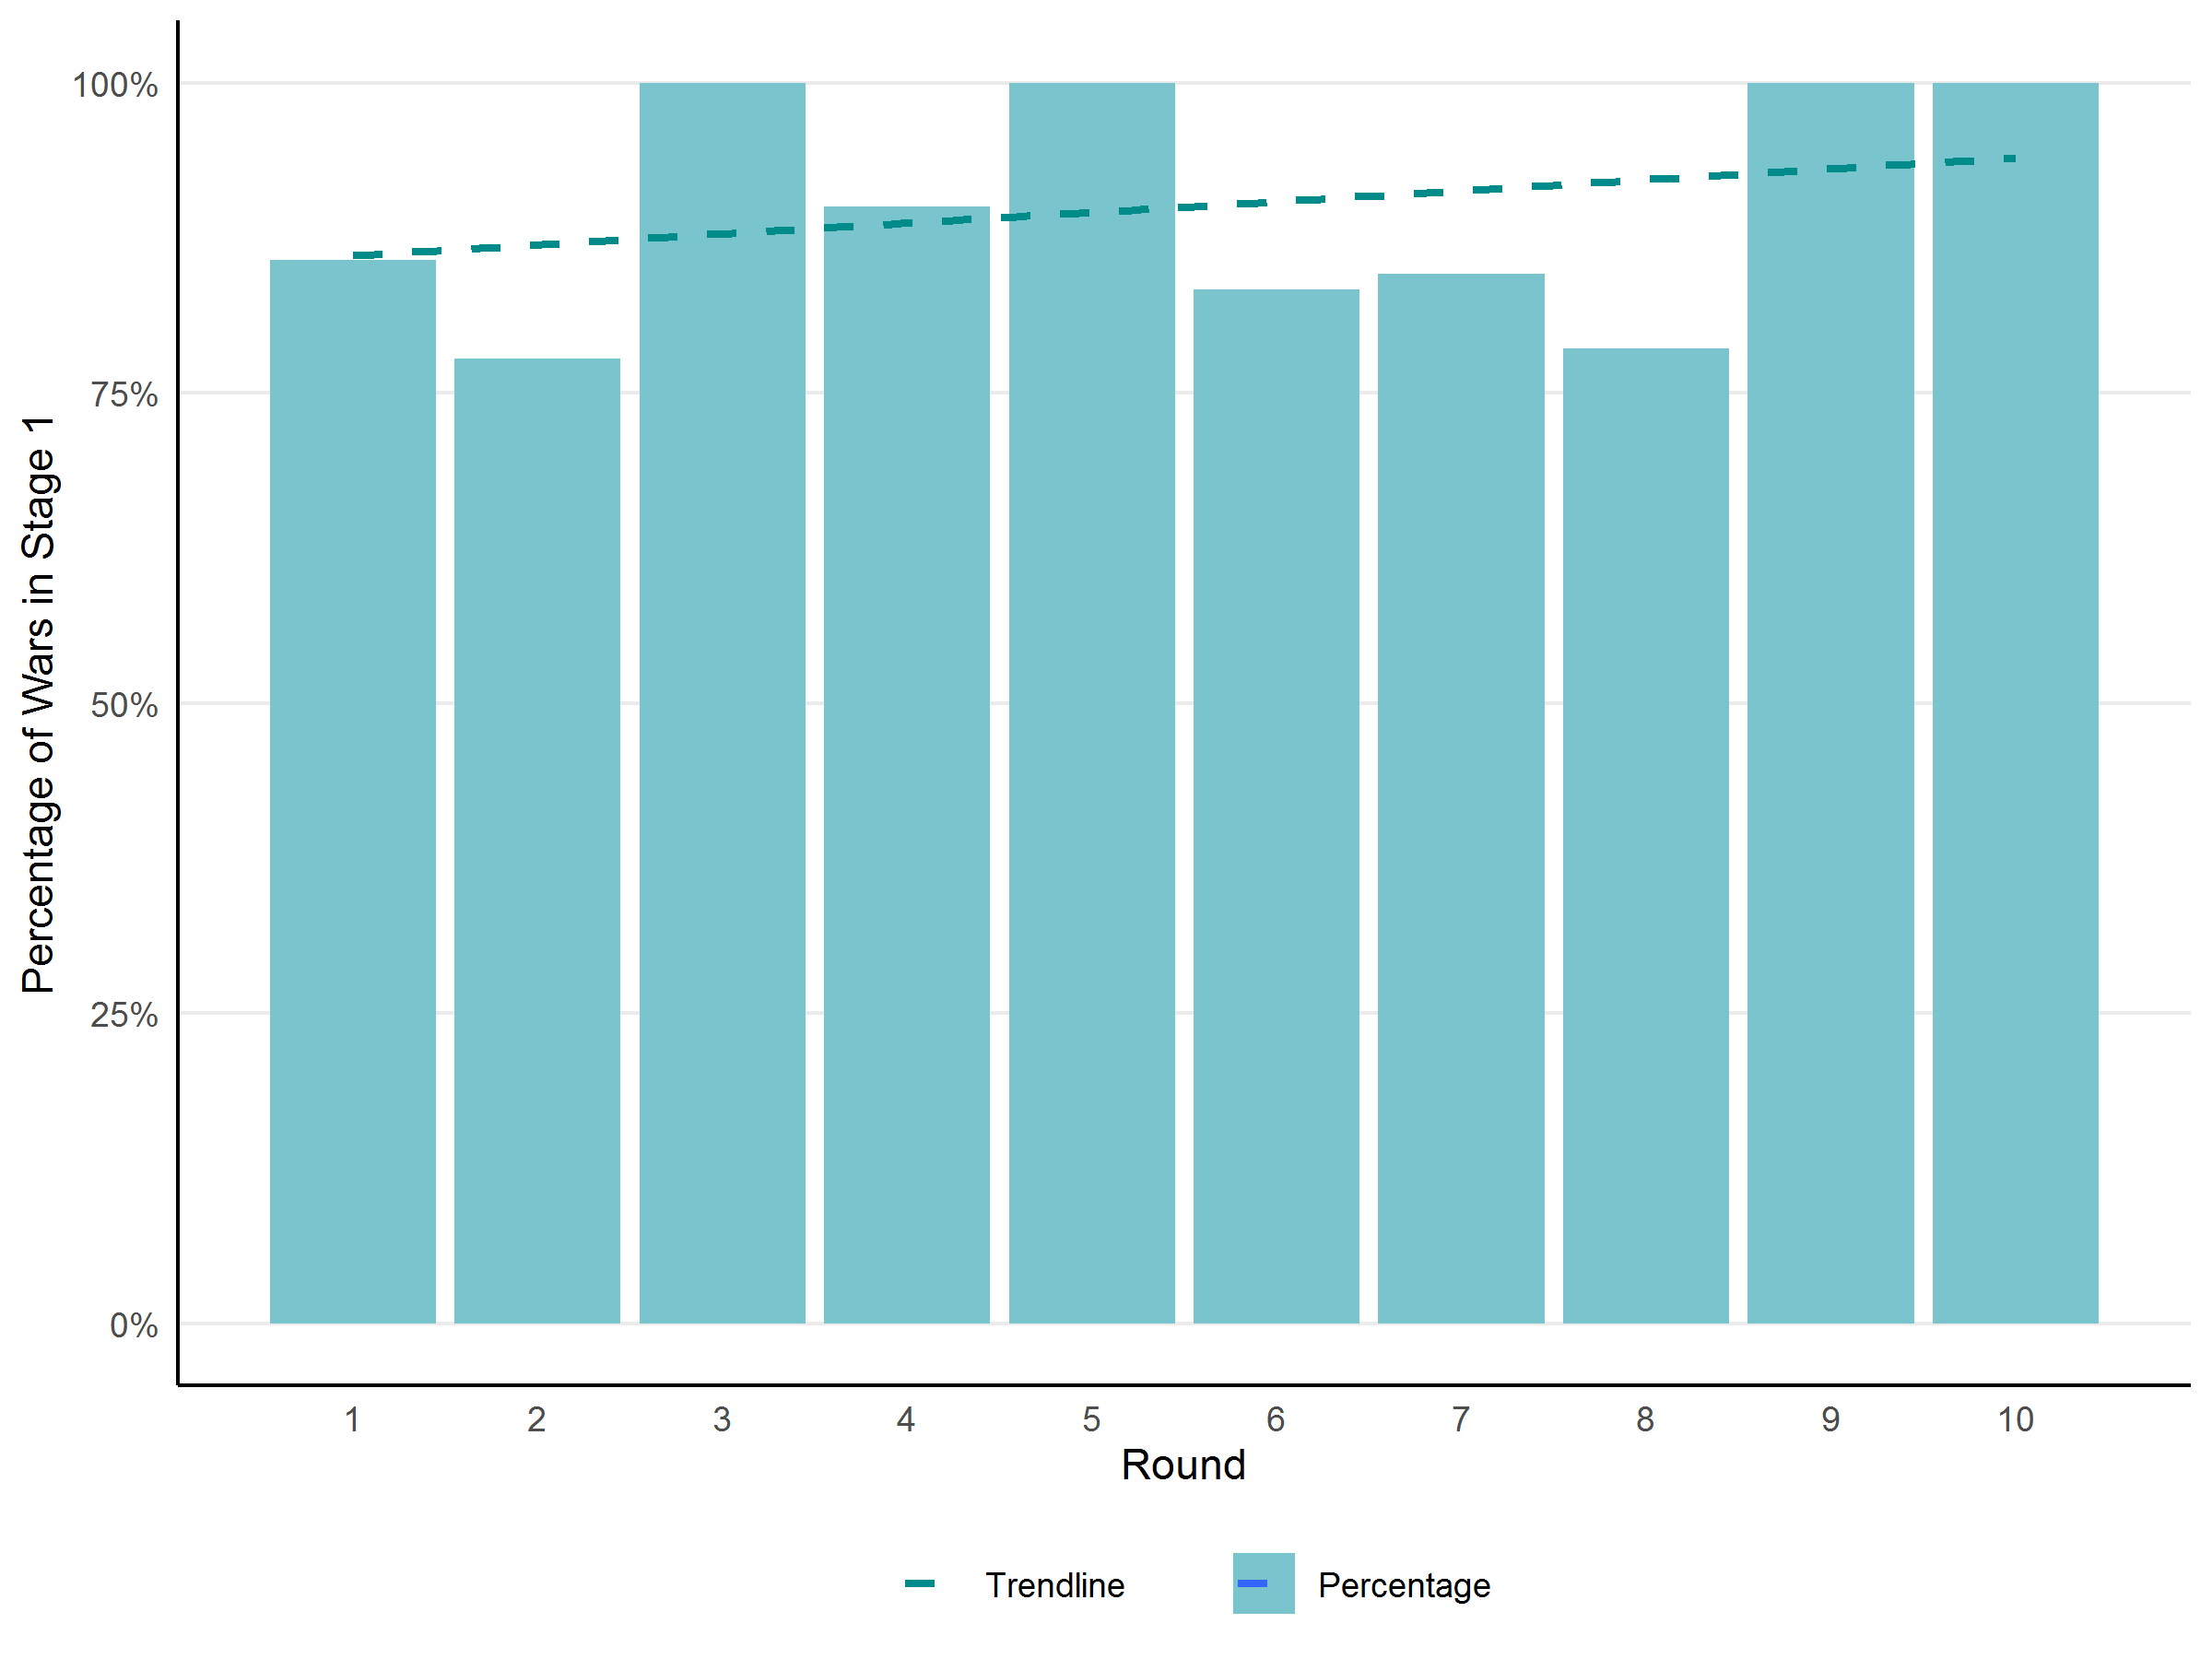 Percentage of Wars in Stage 1
100%
75%
50%
25%
0%
1 2 3 4 5 6 7 8 9 10
Round
Trendline Percentage